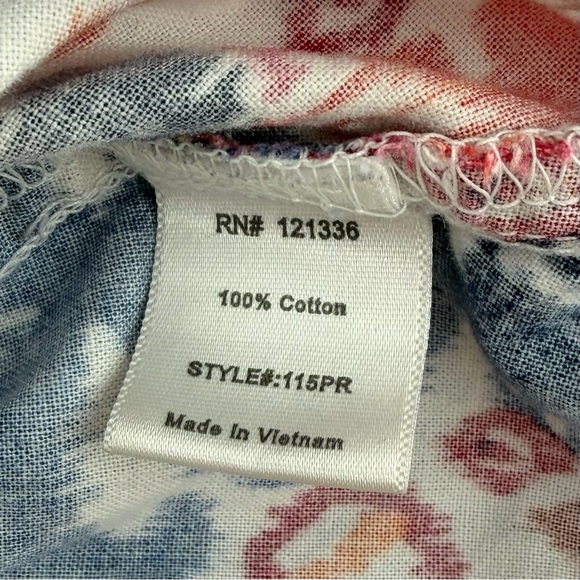 RN# 121336
100% Cotton
STYLE#:115PR
Made In Vietnam